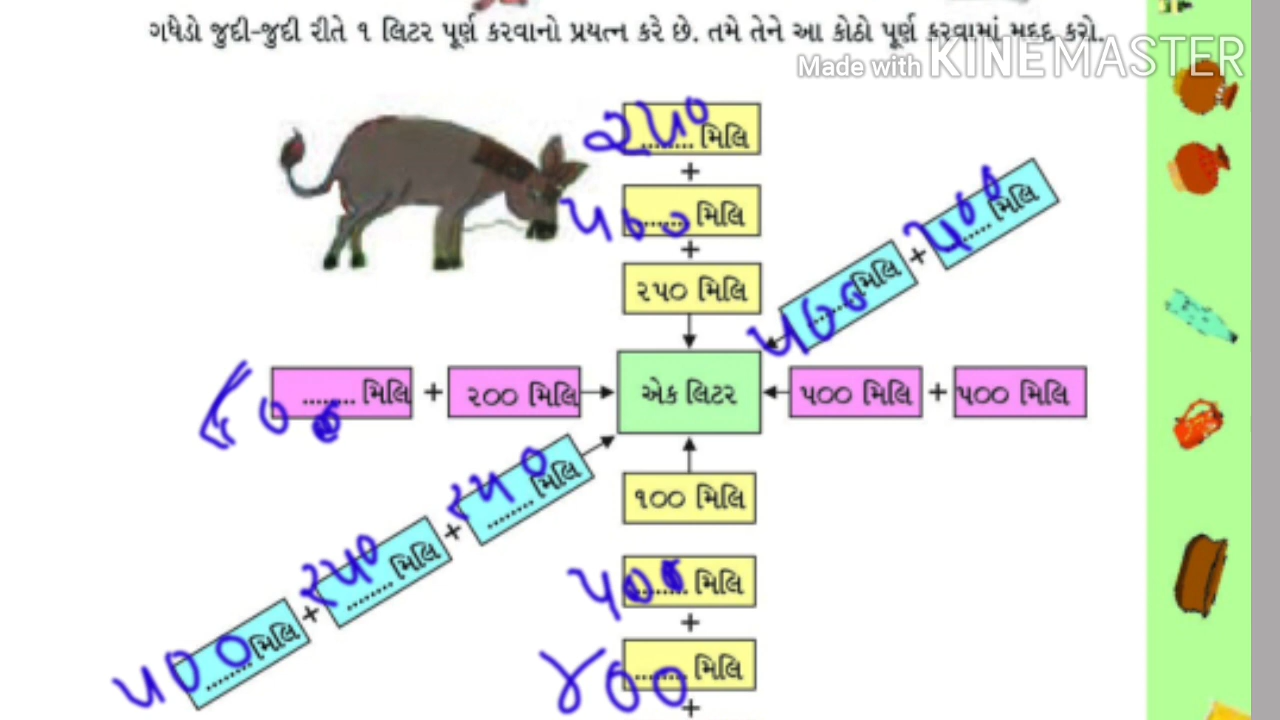 ગધેડો જુદી-જુદી રીતે ૧ લિટર પૂર્ણ કરવાનો પ્રયત્ન કરે છે. તમે તેને આ કોઠો પૂર્ણ કરવામાં મદદ કરો.
Made with KINEMASTER
૨૫૦ ........ મિલિ
+
૫૦૦ ........ મિલિ
+
૨૫૦ મિલિ
૫૦૦ ........ મિલિ + ૫૦૦ ........ મિલિ
........ મિલિ + ૨૦૦ મિલિ
એક લિટર
૫૦૦ મિલિ + ૫૦૦ મિલિ
૫૦૦ ........ મિલિ + ૨૫૦ ........ મિલિ + ૨૫૦ ........ મિલિ
૧૦૦ મિલિ
૫૦૦ ........ મિલિ
+
૪૦૦ ........ મિલિ
+